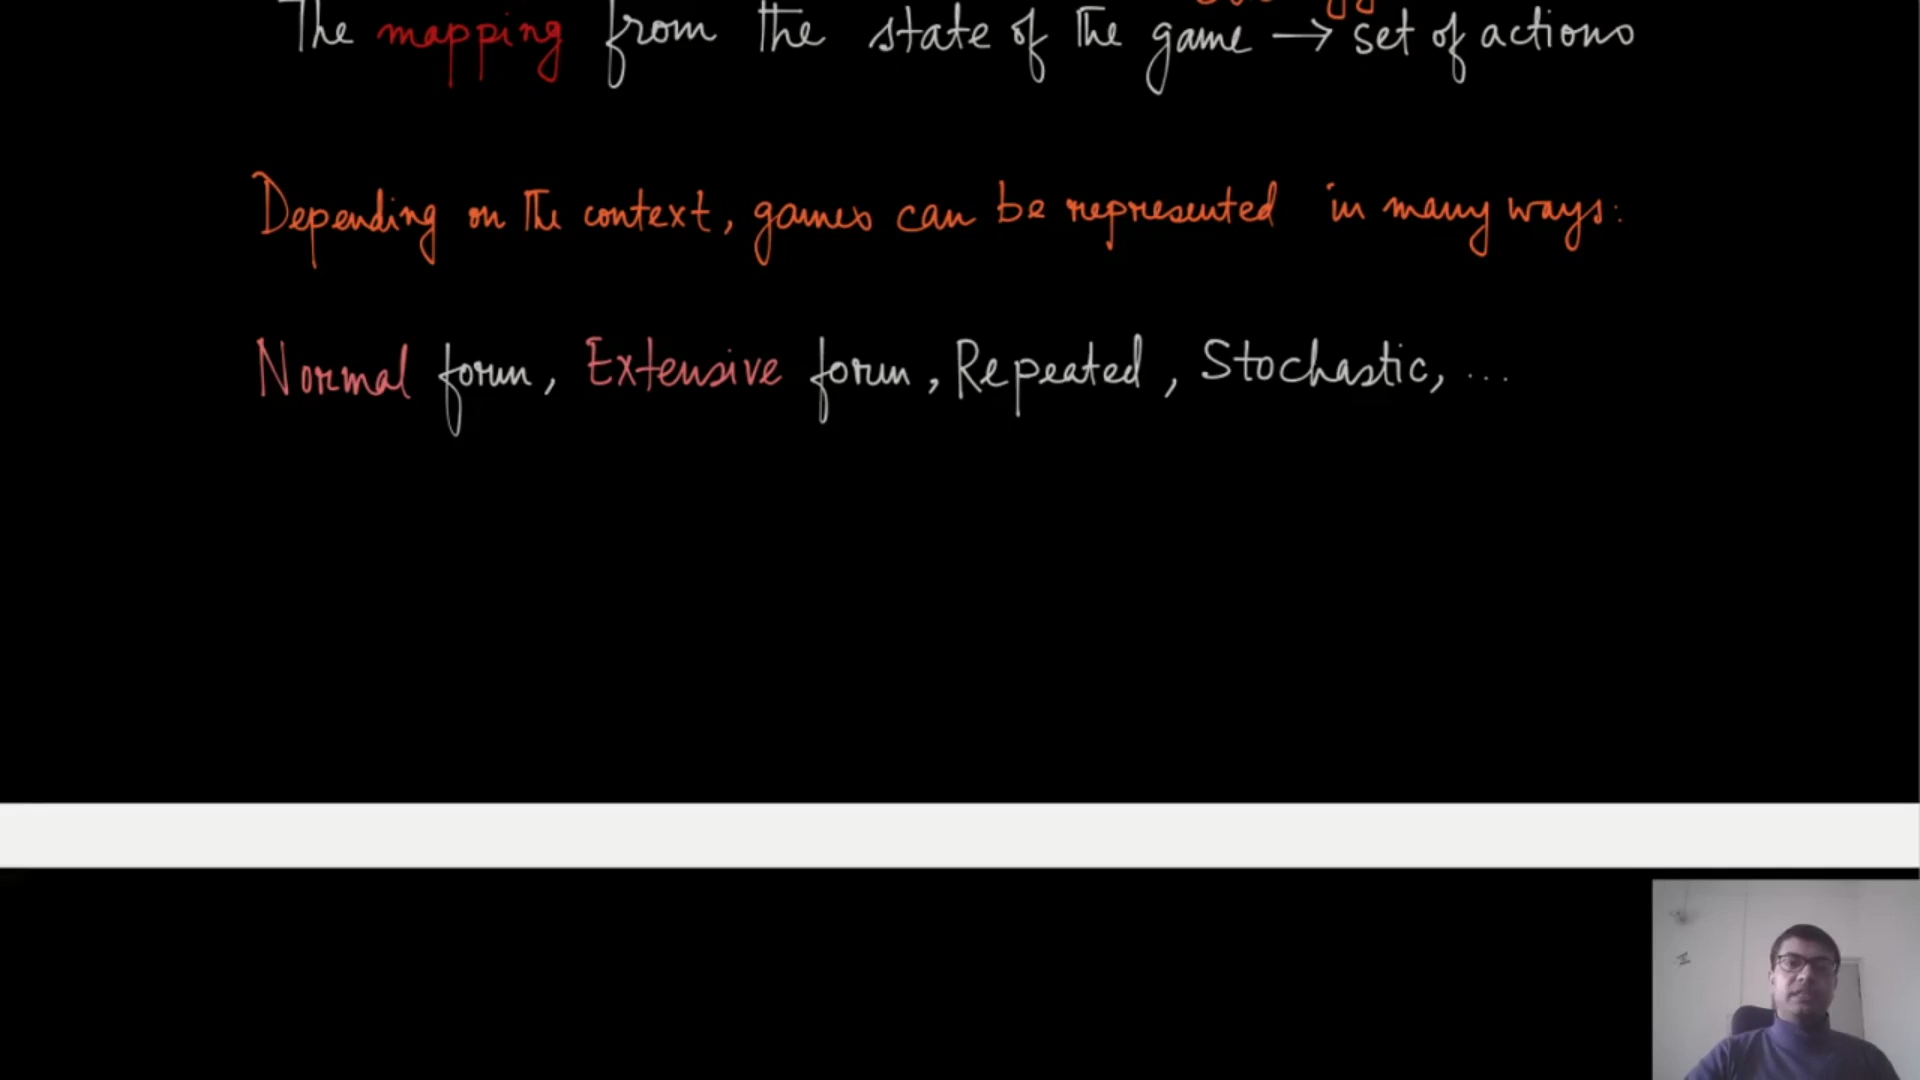 The mapping from the state of the game → set of actions
Depending on the context, games can be represented in many ways:
Normal form, Extensive form, Repeated, Stochastic, ...